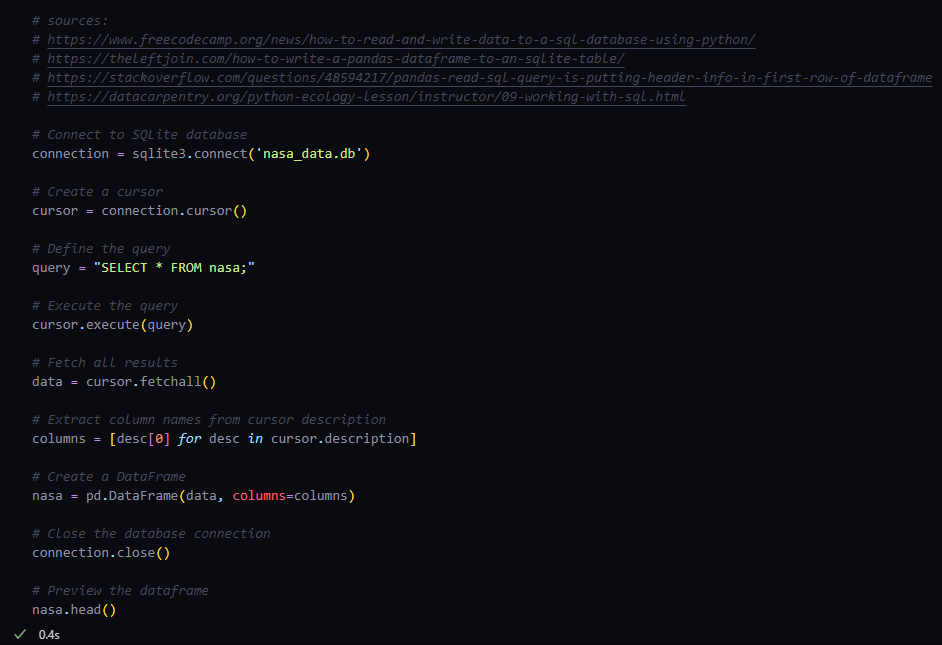 # sources:
# https://www.freecodecamp.org/news/how-to-read-and-write-data-to-a-sql-database-using-python/
# https://theleftjoin.com/how-to-write-a-pandas-dataframe-to-an-sqlite-table/
# https://stackoverflow.com/questions/48594217/pandas-read-sql-query-is-putting-header-info-in-first-row-of-dataframe
# https://datacarpentry.org/python-ecology-lesson/instructor/09-working-with-sql.html
# Connect to SQLite database
connection = sqlite3.connect('nasa_data.db')
# Create a cursor
cursor = connection.cursor()
# Define the query
query = "SELECT * FROM nasa;"
# Execute the query
cursor.execute(query)
# Fetch all results
data = cursor.fetchall()
# Extract column names from cursor description
columns = [desc[0] for desc in cursor.description]
# Create a DataFrame
nasa = pd.DataFrame(data, columns=columns)
# Close the database connection
connection.close()
# Preview the dataframe
nasa.head()
✓ 0.4s